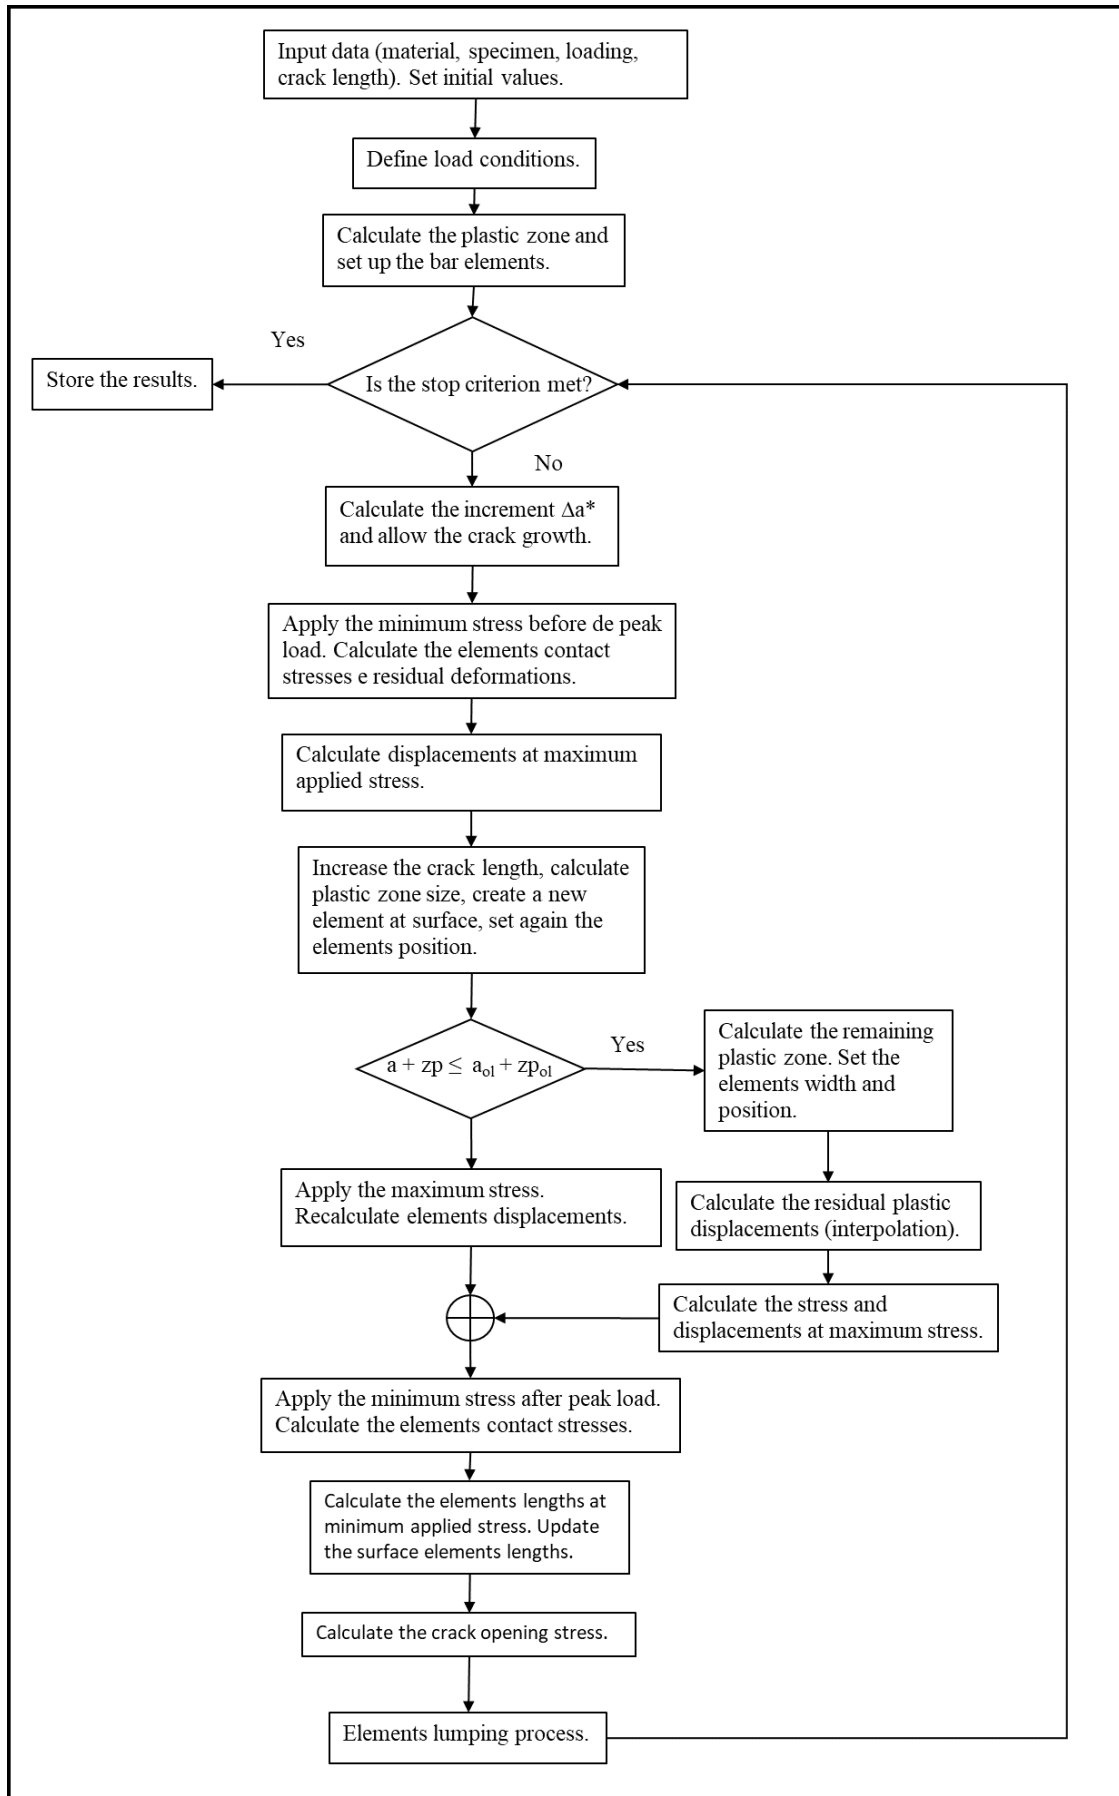 Input data (material, specimen, loading,
crack length). Set initial values.
Define load conditions.
Calculate the plastic zone and
set up the bar elements.
Yes
Store the results.
Is the stop criterion met?
No
Calculate the increment Δa*
and allow the crack growth.
Apply the minimum stress before de peak
load. Calculate the elements contact
stresses e residual deformations.
Calculate displacements at maximum
applied stress.
Increase the crack length, calculate
plastic zone size, create a new
element at surface, set again the
elements position.
a + zp ≤ a_ol + zp_ol
Yes
Calculate the remaining
plastic zone. Set the
elements width and
position.
Apply the maximum stress.
Recalculate elements displacements.
Calculate the residual plastic
displacements (interpolation).
Calculate the stress and
displacements at maximum stress.
Apply the minimum stress after peak load.
Calculate the elements contact stresses.
Calculate the elements lengths at
minimum applied stress. Update
the surface elements lengths.
Calculate the crack opening stress.
Elements lumping process.